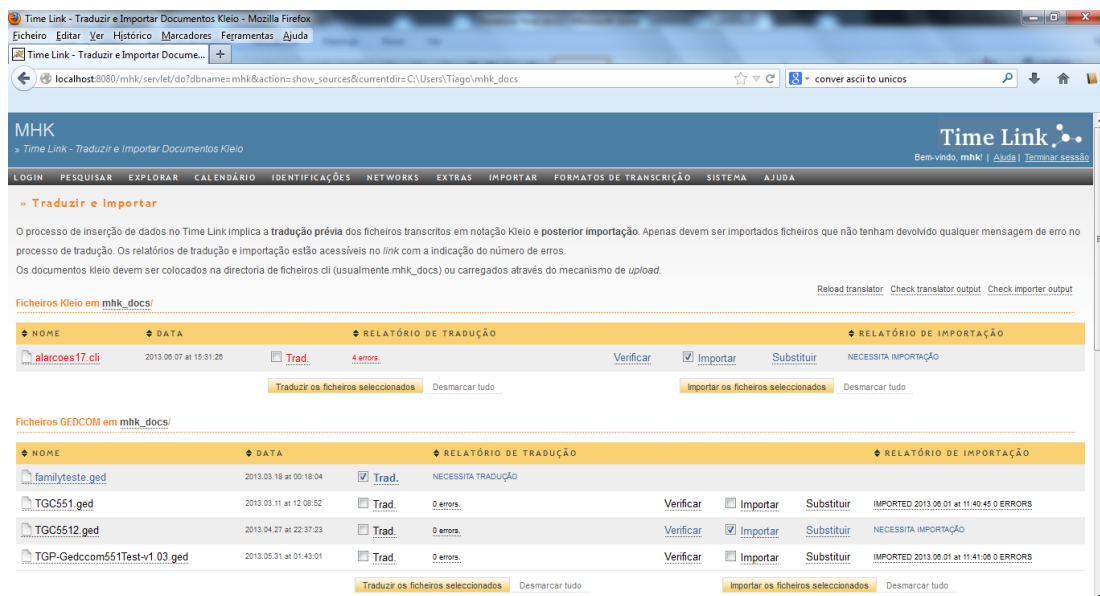 Time Link - Traduzir e Importar Documentos Kleio - Mozilla Firefox
Ficheiro Editar Ver Histórico Marcadores Ferramentas Ajuda
Time Link - Traduzir e Importar Docume... +
localhost:8080/mhk/servlet/do?dbname=mhk&action=show_sources&currentdir=C:\Users\Tiago\mhk_docs conver ascii to unicos
MHK
» Time Link - Traduzir e Importar Documentos Kleio
Time Link
Bem-vindo, mhk! | Ajuda | Terminar sessão
LOGIN PESQUISAR EXPLORAR CALENDÁRIO IDENTIFICAÇÕES NETWORKS EXTRAS IMPORTAR FORMATOS DE TRANSCRIÇÃO SISTEMA AJUDA
» Traduzir e Importar
O processo de inserção de dados no Time Link implica a tradução prévia dos ficheiros transcritos em notação Kleio e posterior importação. Apenas devem ser importados ficheiros que não tenham devolvido qualquer mensagem de erro no
processo de tradução. Os relatórios de tradução e importação estão acessíveis no link com a indicação do número de erros.
Os documentos kleio devem ser colocados na directoria de ficheiros cli (usualmente mhk_docs) ou carregados através do mecanismo de upload.
Reload translator Check translator output Check importer output
Ficheiros Kleio em mhk_docs/
NOME DATA RELATÓRIO DE TRADUÇÃO RELATÓRIO DE IMPORTAÇÃO
alarcoes17.cli 2013.06.07 at 15:31:26 Trad. 4 errors. Verificar Importar Substituir NECESSITA IMPORTAÇÃO
Traduzir os ficheiros seleccionados Desmarcar tudo Importar os ficheiros seleccionados Desmarcar tudo
Ficheiros GEDCOM em mhk_docs/
NOME DATA RELATÓRIO DE TRADUÇÃO RELATÓRIO DE IMPORTAÇÃO
familyteste.ged 2013.03.18 at 00:18:04 Trad. NECESSITA TRADUÇÃO
TGC551.ged 2013.03.11 at 12:08:52 Trad. 0 errors. Verificar Importar Substituir IMPORTED 2013.06.01 at 11:40:45 0 ERRORS
TGC5512.ged 2013.04.27 at 22:37:23 Trad. 0 errors. Verificar Importar Substituir NECESSITA IMPORTAÇÃO
TGP-Gedccom551Test-v1.03.ged 2013.05.31 at 01:43:01 Trad. 0 errors. Verificar Importar Substituir IMPORTED 2013.06.01 at 11:41:06 0 ERRORS
Traduzir os ficheiros seleccionados Desmarcar tudo Importar os ficheiros seleccionados Desmarcar tudo